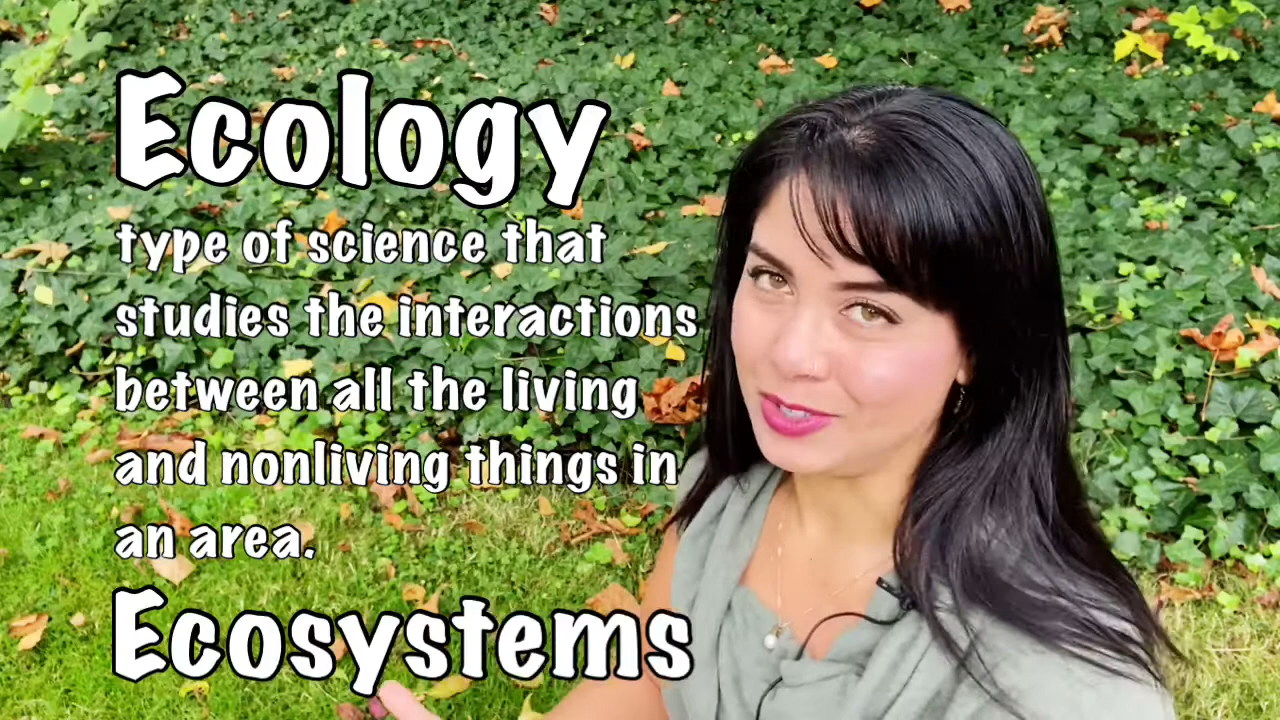 Ecology
type of science that
studies the interactions
between all the living
and nonliving things in
an area.
Ecosystems